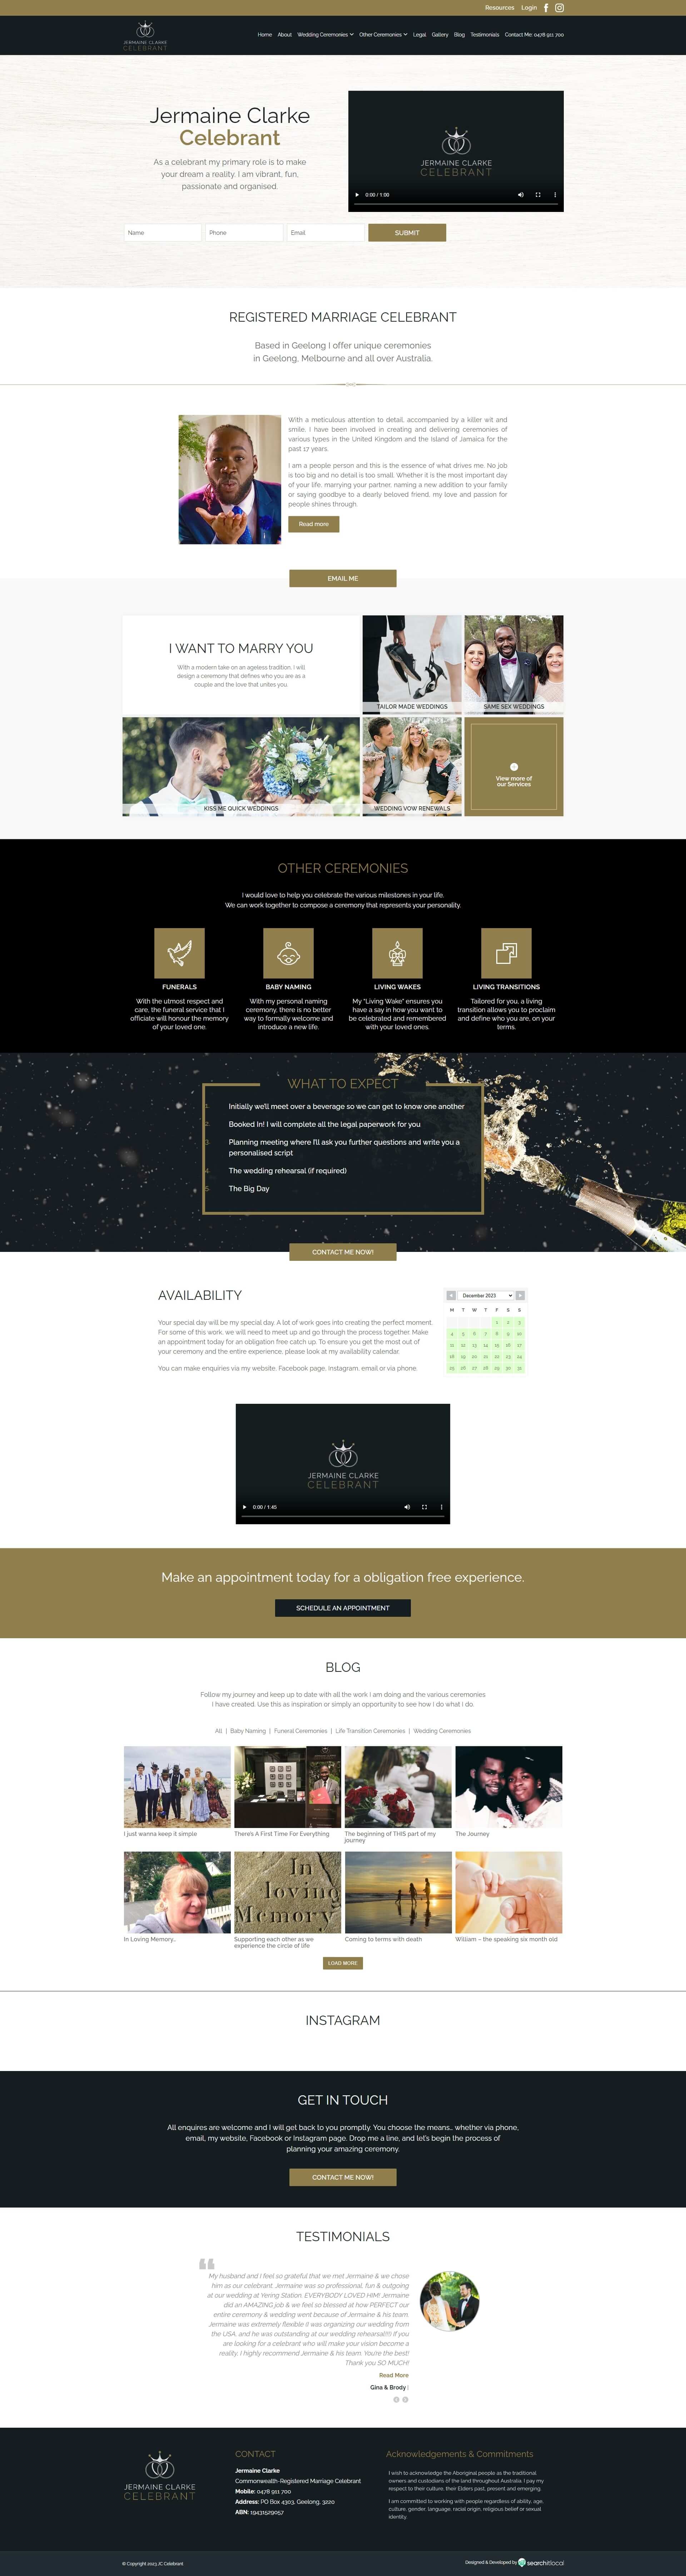 Resources Login
JERMAINE CLARKE
CELEBRANT
Home About Wedding Ceremonies Other Ceremonies Legal Gallery Blog Testimonials Contact Me: 0478 911 700
Jermaine Clarke
Celebrant
As a celebrant my primary role is to make
your dream a reality. I am vibrant, fun,
passionate and organised.
JERMAINE CLARKE
CELEBRANT
0:00 / 1:00
Name Phone Email SUBMIT
REGISTERED MARRIAGE CELEBRANT
Based in Geelong I offer unique ceremonies
in Geelong, Melbourne and all over Australia.
With a meticulous attention to detail, accompanied by a killer wit and
smile, I have been involved in creating and delivering ceremonies of
various types in the United Kingdom and the Island of Jamaica for the
past 17 years.
I am a people person and this is the essence of what drives me. No job
is too big and no detail is too small. Whether it is the most important day
of your life, marrying your partner, naming a new addition to your family
or saying goodbye to a dearly beloved friend, my love and passion for
people shines through.
Read more
EMAIL ME
I WANT TO MARRY YOU
With a modern take on an ageless tradition, I will
design a ceremony that defines who you are as a
couple and the love that unites you.
TAILOR MADE WEDDINGS
SAME SEX WEDDINGS
KISS ME QUICK WEDDINGS
WEDDING VOW RENEWALS
View more of
our Services
OTHER CEREMONIES
I would love to help you celebrate the various milestones in your life.
We can work together to compose a ceremony that represents your personality.
FUNERALS
With the utmost respect and
care, the funeral service that I
officiate will honour the memory
of your loved one.
BABY NAMING
With my personal naming
ceremony, there is no better
way to formally welcome and
introduce a new life.
LIVING WAKES
My "Living Wake" ensures you
have a say in how you want to
be celebrated and remembered
with your loved ones.
LIVING TRANSITIONS
Tailored for you, a living
transition allows you to proclaim
and define who you are, on your
terms.
WHAT TO EXPECT
1. Initially we'll meet over a beverage so we can get to know one another
2. Booked In! I will complete all the legal paperwork for you
3. Planning meeting where I'll ask you further questions and write you a
personalised script
4. The wedding rehearsal (if required)
5. The Big Day
CONTACT ME NOW!
AVAILABILITY
Your special day will be my special day. A lot of work goes into creating the perfect moment.
For some of this work, we will need to meet up and go through the process together. Make
an appointment today for an obligation free catch up. To ensure you get the most out of
your ceremony and the entire experience, please look at my availability calendar.
You can make enquiries via my website, Facebook page, Instagram, email or via phone.
December 2023
M T W T F S S
1 2 3
4 5 6 7 8 9 10
11 12 13 14 15 16 17
18 19 20 21 22 23 24
25 26 27 28 29 30 31
JERMAINE CLARKE
CELEBRANT
0:00 / 1:45
Make an appointment today for a obligation free experience.
SCHEDULE AN APPOINTMENT
BLOG
Follow my journey and keep up to date with all the work I am doing and the various ceremonies
I have created. Use this as inspiration or simply an opportunity to see how I do what I do.
All | Baby Naming | Funeral Ceremonies | Life Transition Ceremonies | Wedding Ceremonies
I just wanna keep it simple
There's A First Time For Everything
The beginning of THIS part of my
journey
The Journey
In
loving
Memory
In Loving Memory…
Supporting each other as we
experience the circle of life
Coming to terms with death
William – the speaking six month old
LOAD MORE
INSTAGRAM
GET IN TOUCH
All enquires are welcome and I will get back to you promptly. You choose the means… whether via phone,
email, my website, Facebook or Instagram page. Drop me a line, and let's begin the process of
planning your amazing ceremony.
CONTACT ME NOW!
TESTIMONIALS
My husband and I feel so grateful that we met Jermaine & we chose
him as our celebrant. Jermaine was so professional, fun & outgoing
at our wedding at Yering Station. EVERYBODY LOVED HIM! Jermaine
did an AMAZING job & we feel so blessed at how PERFECT our
entire ceremony & wedding went because of Jermaine & his team.
Jermaine was extremely flexible it was organizing our wedding from
the USA, and he was outstanding at our wedding rehearsal!!!) If you
are looking for a celebrant who will make your vision become a
reality, I highly recommend Jermaine & his team. You're the best!
Thank you SO MUCH!
Read More
Gina & Brody |
JERMAINE CLARKE
CELEBRANT
CONTACT
Jermaine Clarke
Commonwealth-Registered Marriage Celebrant
Mobile: 0478 911 700
Address: PO Box 4303, Geelong, 3220
ABN: 19431529057
Acknowledgements & Commitments
I wish to acknowledge the Aboriginal people as the traditional
owners and custodians of the land throughout Australia. I pay my
respect to their culture, their Elders past, present and emerging.
I am committed to working with people regardless of ability, age,
culture, gender, language, racial origin, religious belief or sexual
identity.
© Copyright 2023 JC Celebrant
Designed & Developed by searchitlocal